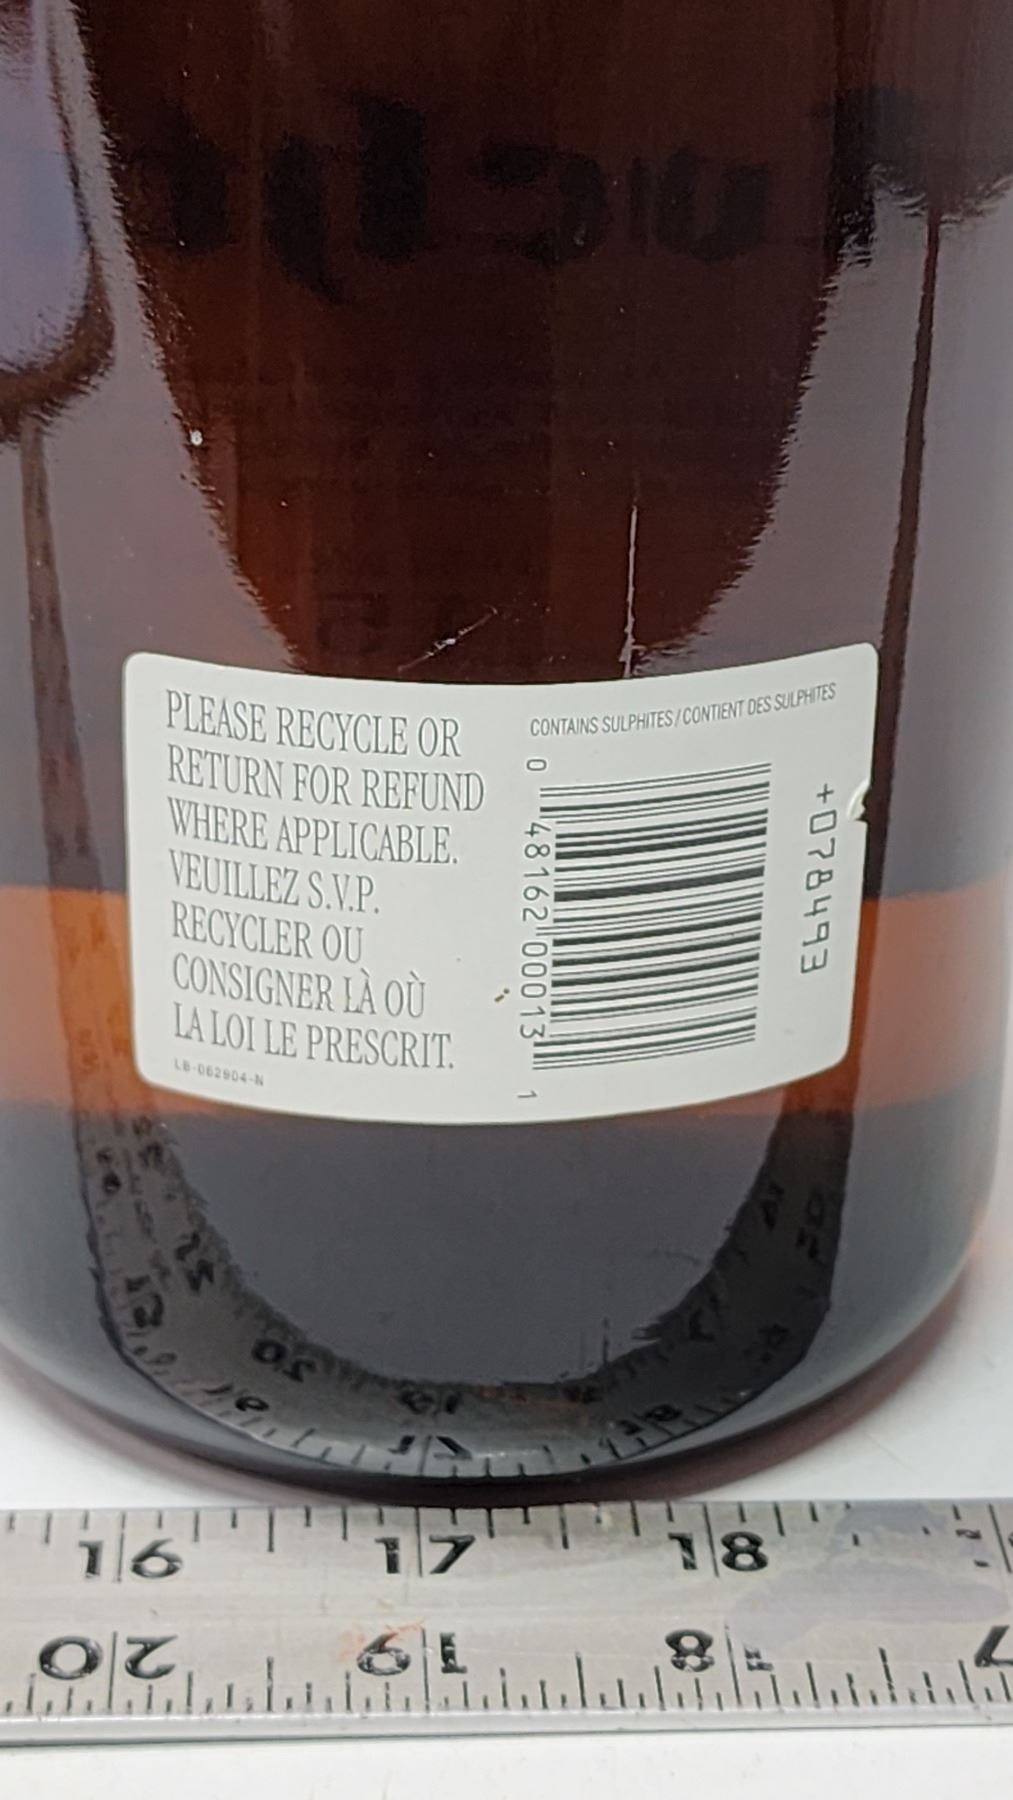 PLEASE RECYCLE OR
RETURN FOR REFUND
WHERE APPLICABLE.
VEUILLEZ S.V.P.
RECYCLER OU
CONSIGNER LÀ OÙ
LA LOI LE PRESCRIT.
LB-062904-N
CONTAINS SULPHITES / CONTIENT DES SULPHITES
0 48162 00013 1
+078493
16 17 18
20 19 18 7